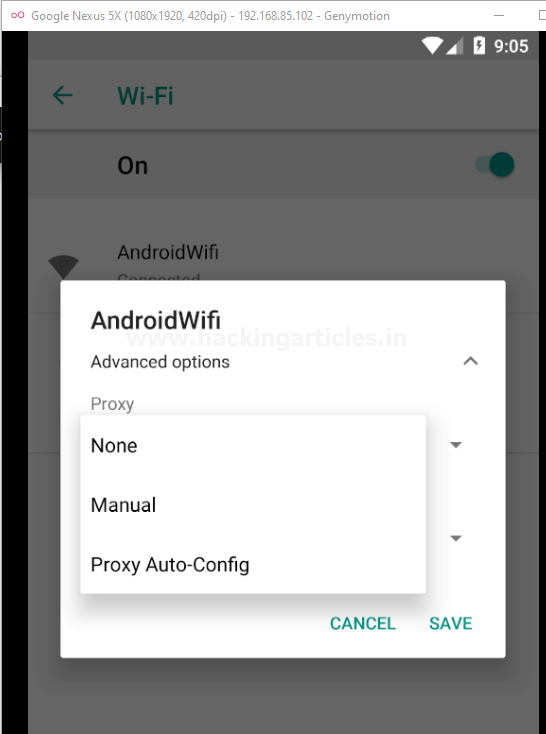 Google Nexus 5X (1080x1920, 420dpi) - 192.168.85.102 - Genymotion
9:05
Wi-Fi
On
AndroidWifi
Connected
AndroidWifi
www.hackingarticles.in
Advanced options
Proxy
None
Manual
Proxy Auto-Config
CANCEL SAVE